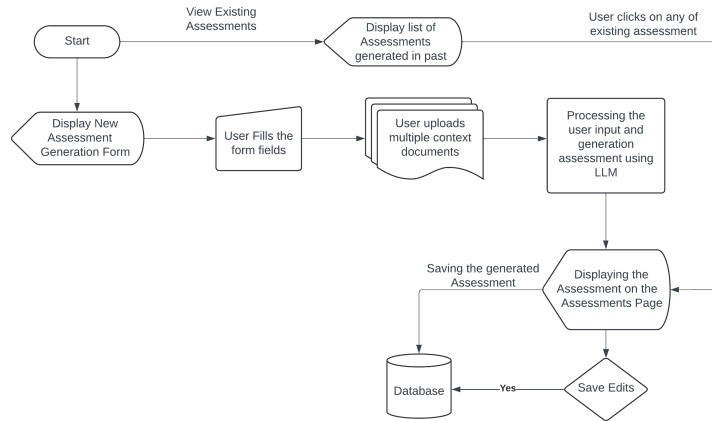 View Existing
Assessments
User clicks on any of
existing assessment
Start
Display list of
Assessments
generated in past
Display New
Assessment
Generation Form
User Fills the
form fields
User uploads
multiple context
documents
Processing the
user input and
generation
assessment using
LLM
Saving the generated
Assessment
Displaying the
Assessment on the
Assessments Page
Database
Yes
Save Edits